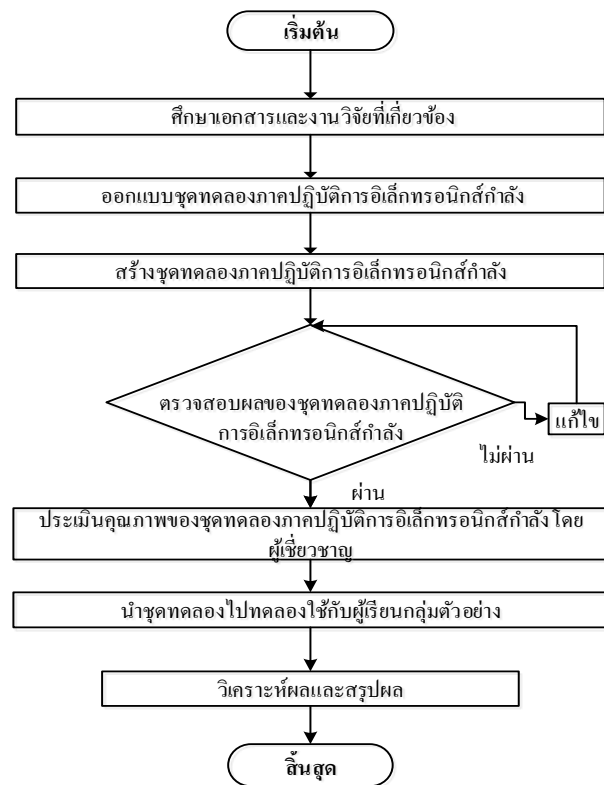 เริ่มต้น
ศึกษาเอกสารและงานวิจัยที่เกี่ยวข้อง
ออกแบบชุดทดลองภาคปฏิบัติการอิเล็กทรอนิกส์กำลัง
สร้างชุดทดลองภาคปฏิบัติการอิเล็กทรอนิกส์กำลัง
ตรวจสอบผลของชุดทดลองภาคปฏิบัติ
การอิเล็กทรอนิกส์กำลัง
แก้ไข
ไม่ผ่าน
ผ่าน
ประเมินคุณภาพของชุดทดลองภาคปฏิบัติการอิเล็กทรอนิกส์กำลัง โดย
ผู้เชี่ยวชาญ
นำชุดทดลองไปทดลองใช้กับผู้เรียนกลุ่มตัวอย่าง
วิเคราะห์ผลและสรุปผล
สิ้นสุด